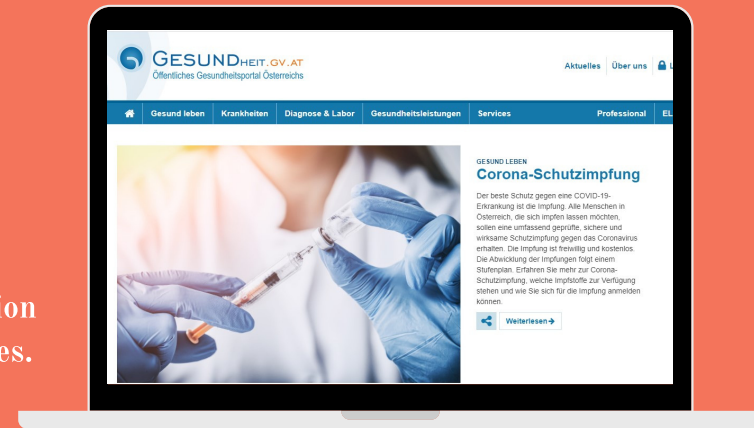 GESUNDHEIT.GV.AT
Öffentliches Gesundheitsportal Österreichs
Aktuelles Über uns
Gesund leben Krankheiten Diagnose & Labor Gesundheitsleistungen Services Professional EL
GESUND LEBEN
Corona-Schutzimpfung
Der beste Schutz gegen eine COVID-19-
Erkrankung ist die Impfung. Alle Menschen in
Österreich, die sich impfen lassen möchten,
sollen eine umfassend geprüfte, sichere und
wirksame Schutzimpfung gegen das Coronavirus
erhalten. Die Impfung ist freiwillig und kostenlos.
Die Abwicklung der Impfungen folgt einem
Stufenplan. Erfahren Sie mehr zur Corona-
Schutzimpfung, welche Impfstoffe zur Verfügung
stehen und wie Sie sich für die Impfung anmelden
können.
Weiterlesen
ion
es.